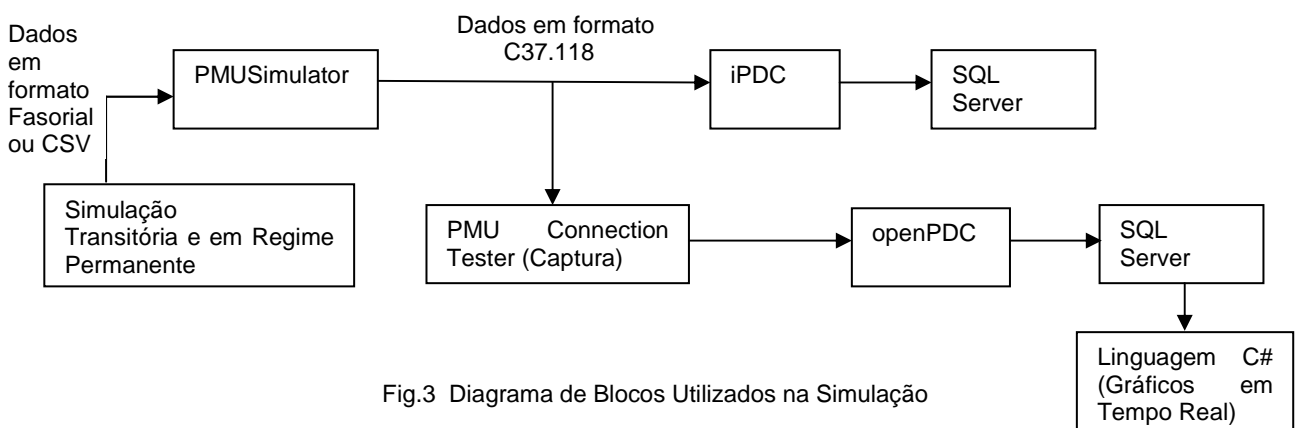 Dados
em
formato
Fasorial
ou CSV
PMUSimulator
Dados em formato
C37.118
iPDC
SQL
Server
Simulação
Transitória e em Regime
Permanente
PMU Connection
Tester (Captura)
openPDC
SQL
Server
Linguagem C#
(Gráficos em
Tempo Real)
Fig.3 Diagrama de Blocos Utilizados na Simulação